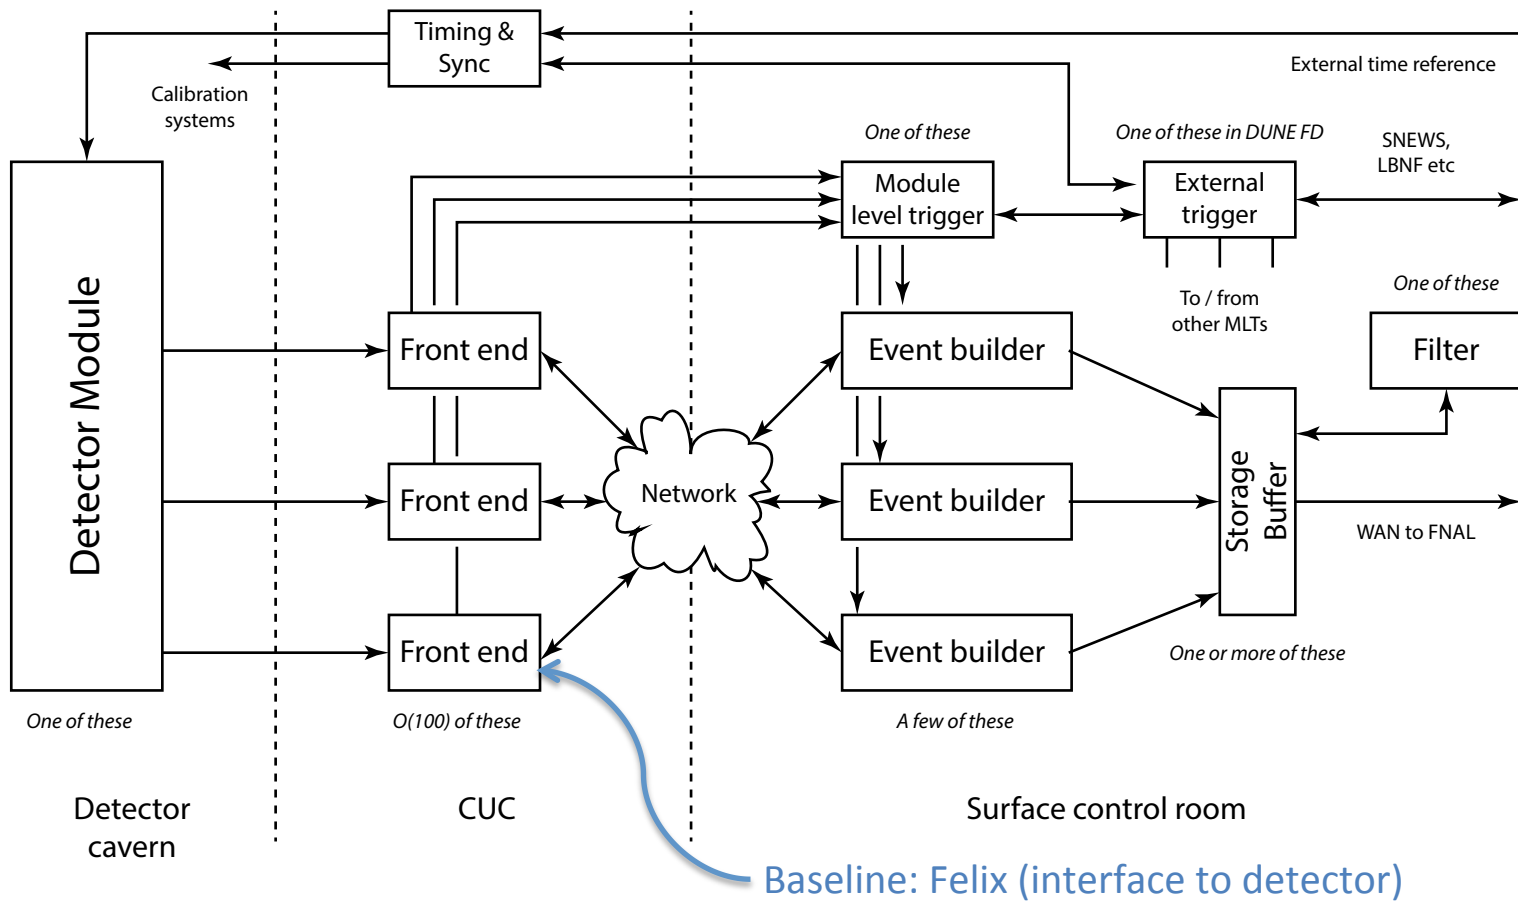 Timing &
Sync
External time reference
Calibration
systems
One of these
One of these in DUNE FD
SNEWS,
LBNF etc
Module
level trigger
External
trigger
To / from
other MLTs
One of these
Detector Module
Front end
Event builder
Filter
Front end
Network
Event builder
Storage
Buffer
WAN to FNAL
Front end
Event builder
One or more of these
One of these
O(100) of these
A few of these
Detector
cavern
CUC
Surface control room
Baseline: Felix (interface to detector)